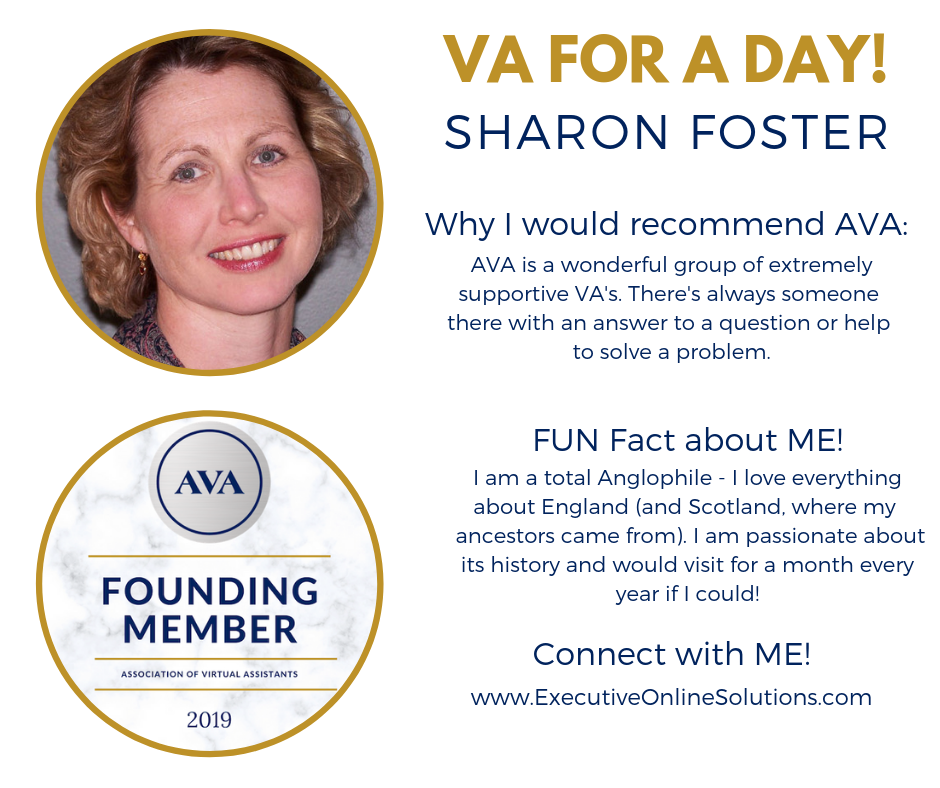 VA FOR A DAY!
SHARON FOSTER
Why I would recommend AVA:
AVA is a wonderful group of extremely
supportive VA's. There's always someone
there with an answer to a question or help
to solve a problem.
FUN Fact about ME!
I am a total Anglophile - I love everything
about England (and Scotland, where my
ancestors came from). I am passionate about
its history and would visit for a month every
year if I could!
Connect with ME!
www.ExecutiveOnlineSolutions.com
AVA
FOUNDING
MEMBER
ASSOCIATION OF VIRTUAL ASSISTANTS
2019